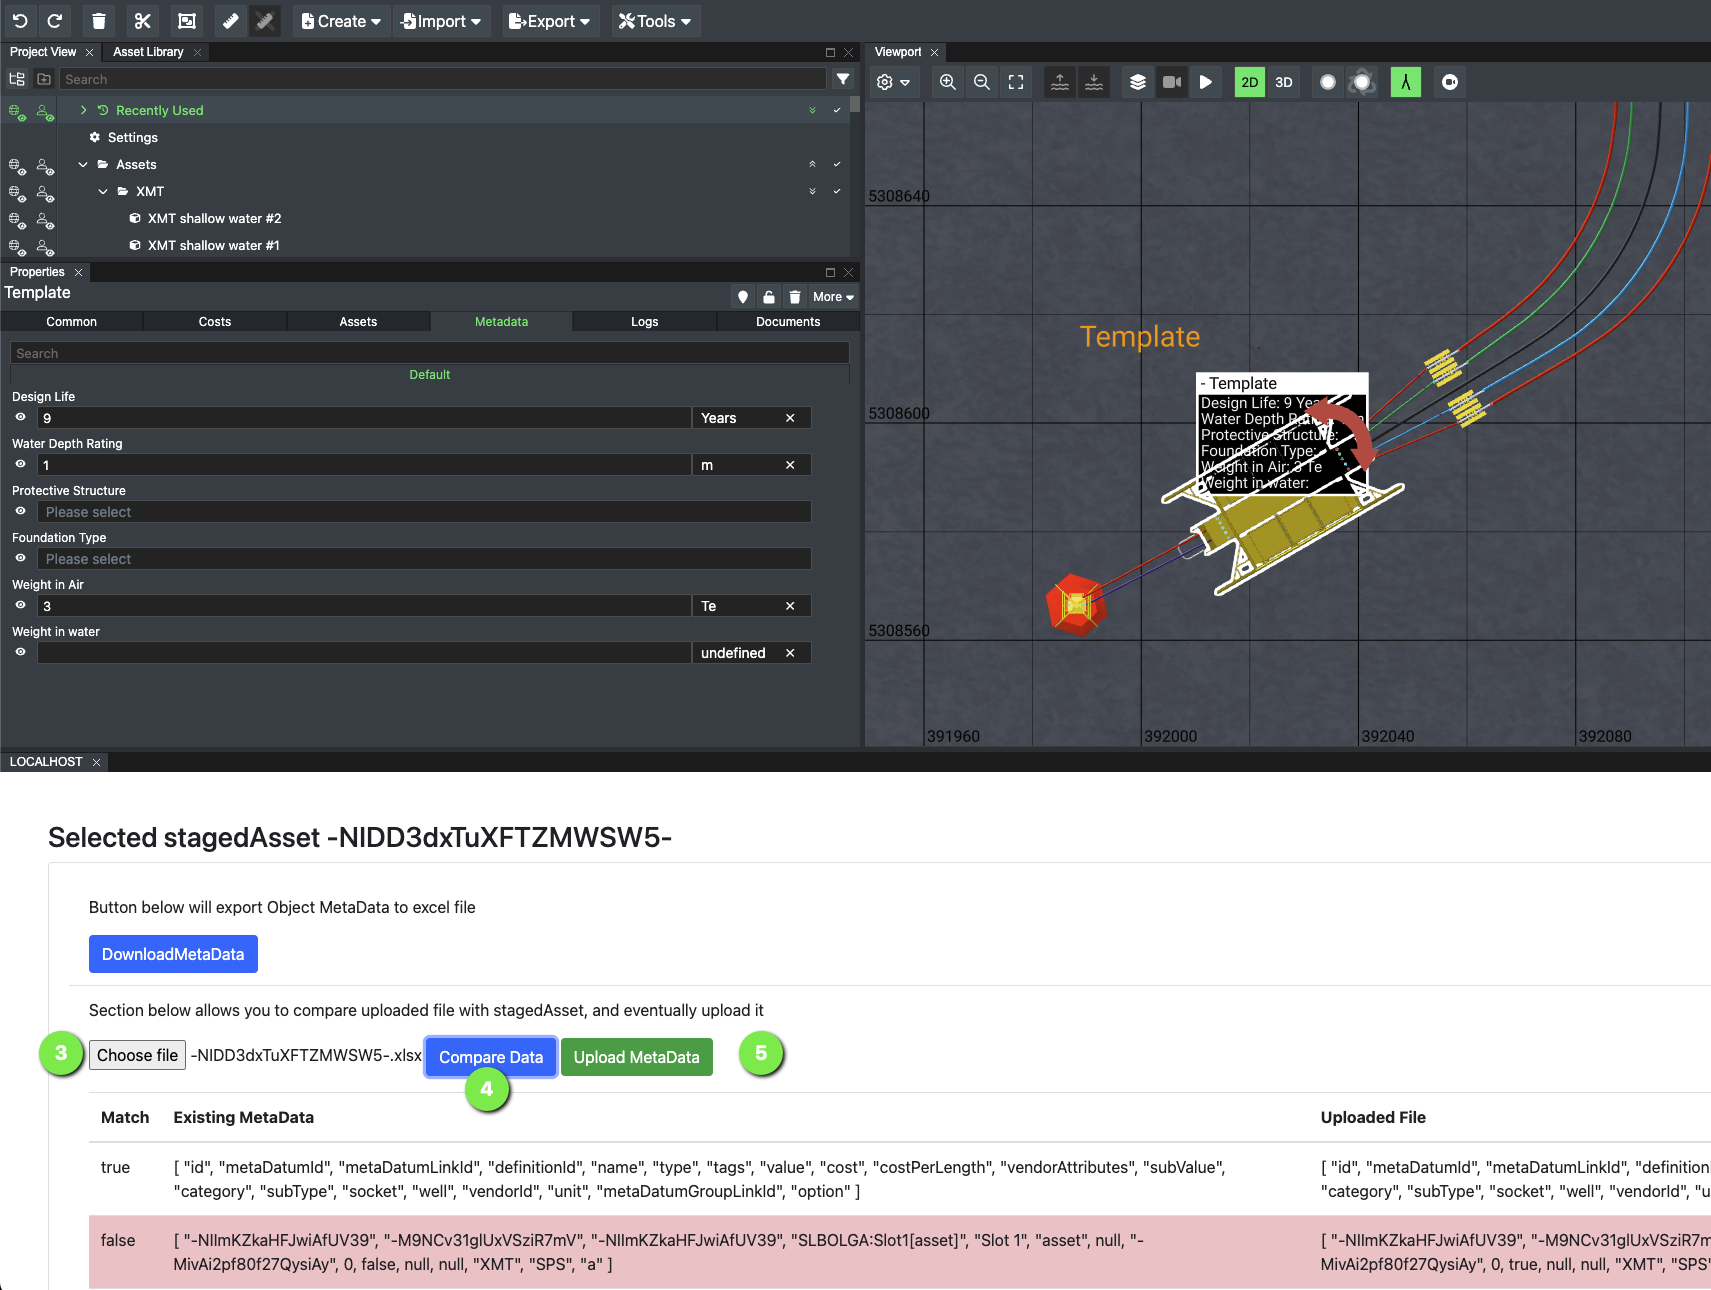 Create
Import
Export
Tools
Project View
Asset Library
Search
Recently Used
Settings
Assets
XMT
XMT shallow water #2
XMT shallow water #1
Properties
Template
More
Common Costs Assets Metadata Logs Documents
Search
Default
Design Life
9 Years
Water Depth Rating
1 m
Protective Structure
Please select
Foundation Type
Please select
Weight in Air
3 Te
Weight in water
undefined
Viewport
2D 3D
5308640
Template
- Template
5308600
Design Life: 9 Yea
Water Depth R
Protective Structure:
Foundation Type:
Weight in Air: 3 Te
Weight in water:
5308560
391960 392000 392040 392080
LOCALHOST
Selected stagedAsset -NIDD3dxTuXFTZMWSW5-
Button below will export Object MetaData to excel file
DownloadMetaData
Section below allows you to compare uploaded file with stagedAsset, and eventually upload it
3 Choose file -NIDD3dxTuXFTZMWSW5-.xlsx Compare Data Upload MetaData 5
4
Match Existing MetaData Uploaded File
true [ "id", "metaDatumId", "metaDatumLinkId", "definitionId", "name", "type", "tags", "value", "cost", "costPerLength", "vendorAttributes", "subValue", [ "id", "metaDatumId", "metaDatumLinkId", "definition
"category", "subType", "socket", "well", "vendorId", "unit", "metaDatumGroupLinkId", "option" ] "category", "subType", "socket", "well", "vendorId", "u
false [ "-NIlmKZkaHFJwiAfUV39", "-M9NCv31glUxVSziR7mV", "-NIlmKZkaHFJwiAfUV39", "SLBOLGA:Slot1[asset]", "Slot 1", "asset", null, "- [ "-NIlmKZkaHFJwiAfUV39", "-M9NCv31glUxVSziR7m
MivAi2pf80f27QysiAy", 0, false, null, null, "XMT", "SPS", "a" ] MivAi2pf80f27QysiAy", 0, true, null, null, "XMT", "SPS"